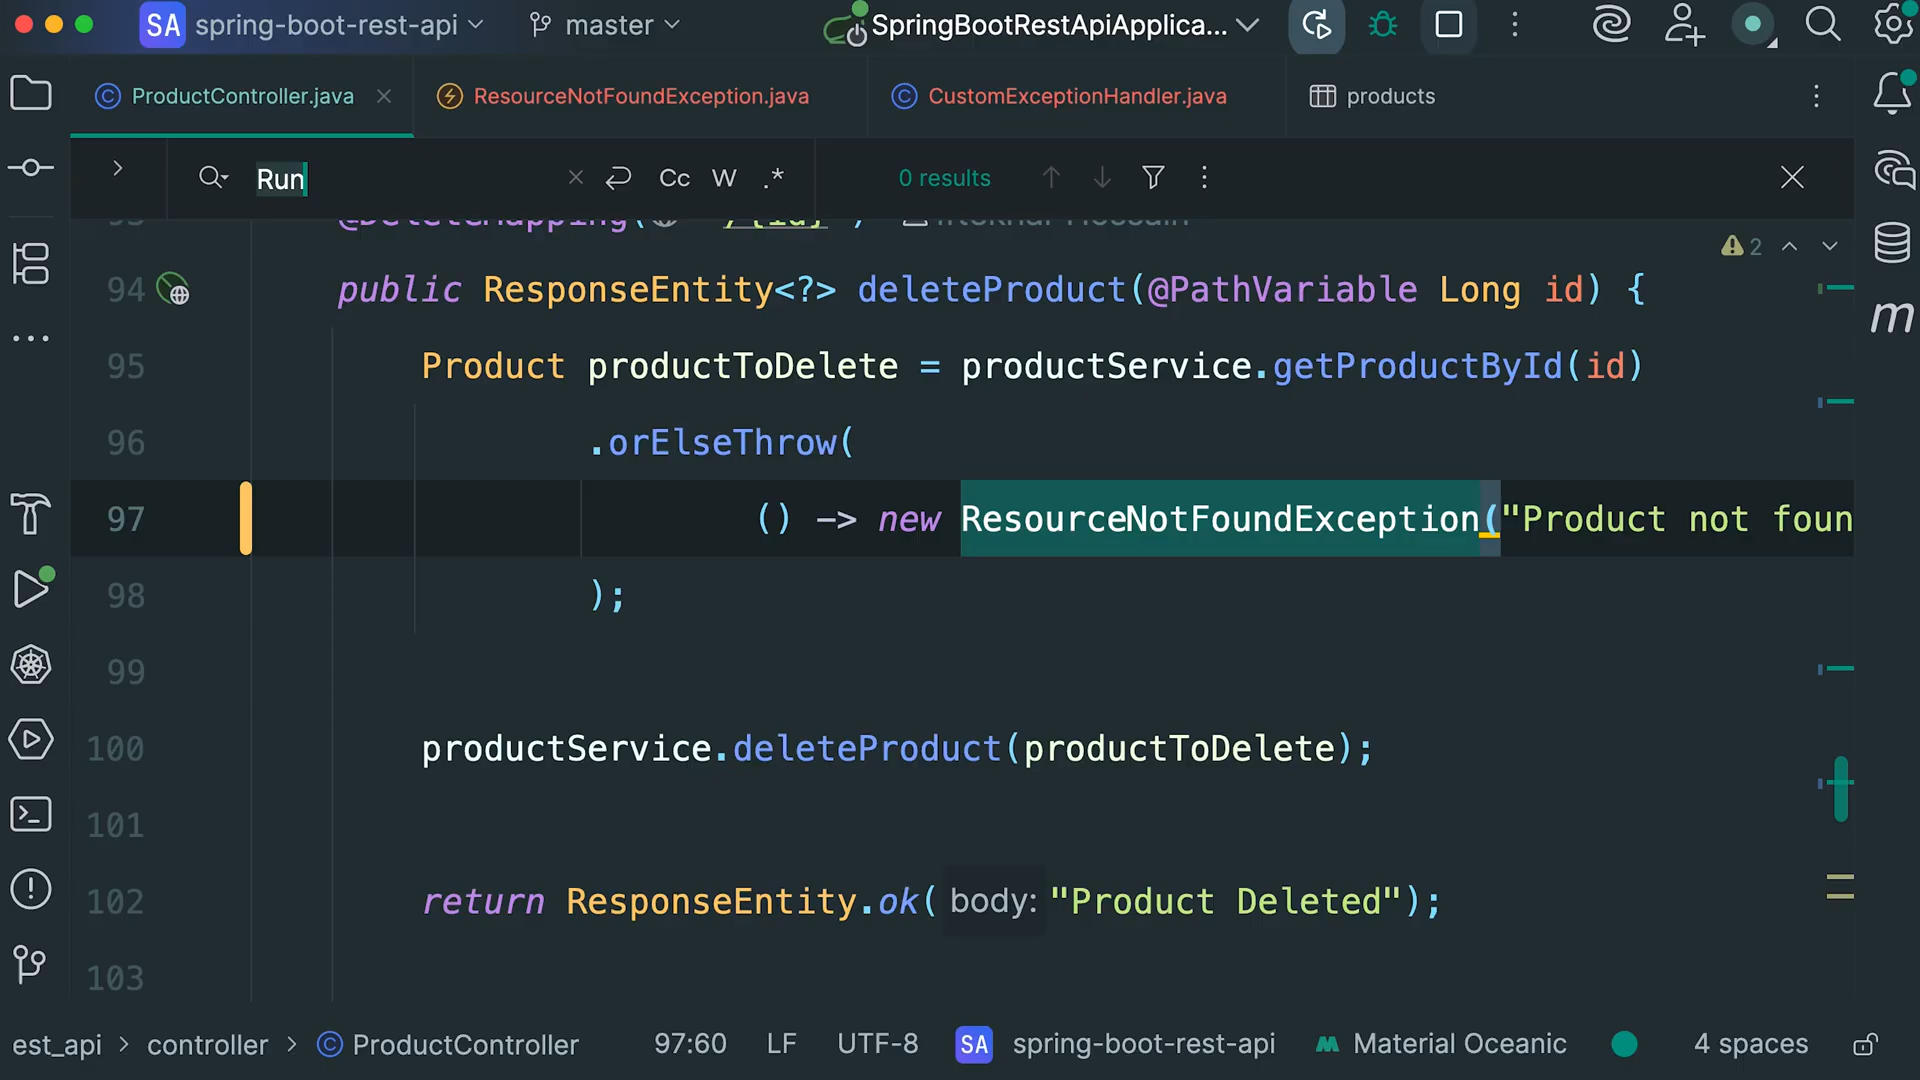 SA spring-boot-rest-api master SpringBootRestApiApplica...
ProductController.java ResourceNotFoundException.java CustomExceptionHandler.java products
Run Cc W .* 0 results
2
94 public ResponseEntity<?> deleteProduct(@PathVariable Long id) {
95 Product productToDelete = productService.getProductById(id)
96 .orElseThrow(
97 () -> new ResourceNotFoundException("Product not foun
98 );
99
100 productService.deleteProduct(productToDelete);
101
102 return ResponseEntity.ok( body: "Product Deleted");
103
est_api > controller > ProductController 97:60 LF UTF-8 SA spring-boot-rest-api Material Oceanic 4 spaces